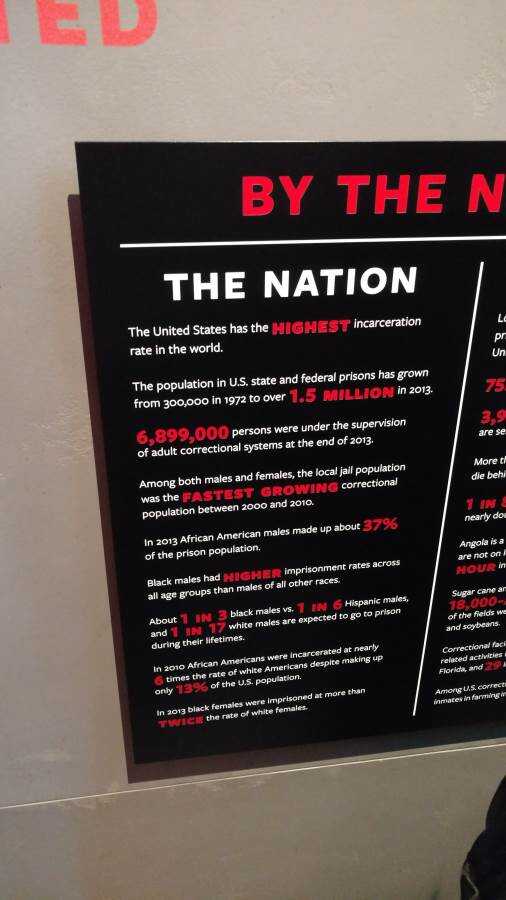 TED
BY THE N
THE NATION
The United States has the HIGHEST incarceration
rate in the world.
The population in U.S. state and federal prisons has grown
from 300,000 in 1972 to over 1.5 MILLION in 2013.
6,899,000 persons were under the supervision
of adult correctional systems at the end of 2013.
Among both males and females, the local jail population
was the FASTEST GROWING correctional
population between 2000 and 2010.
In 2013 African American males made up about 37%
of the prison population.
Black males had HIGHER imprisonment rates across
all age groups than males of all other races.
About 1 IN 3 black males vs. 1 IN 6 Hispanic males,
and 1 IN 17 white males are expected to go to prison
during their lifetimes.
In 2010 African Americans were incarcerated at nearly
6 times the rate of white Americans despite making up
only 13% of the U.S. population.
In 2013 black females were imprisoned at more than
TWICE the rate of white females.
75
3,9
are se
More th
die behi
1 IN
nearly do
Angola is a
are not on
HOUR in
Sugar cane an
18,000-
of the fields we
and soybeans.
Correctional faci
related activities
Florida, and 29
Among U.S. correct
inmates in farming in